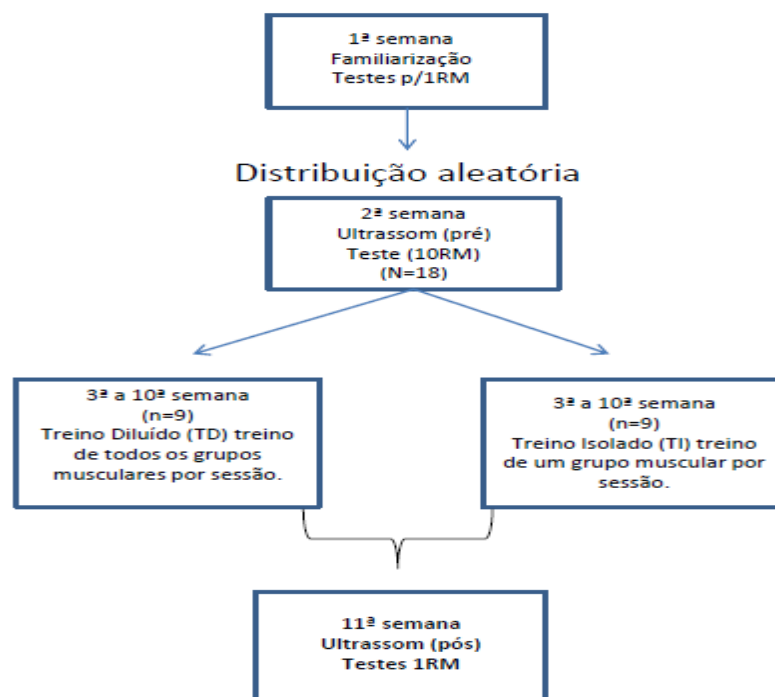 1ª semana
Familiarização
Testes p/1RM
Distribuição aleatória
2ª semana
Ultrassom (pré)
Teste (10RM)
(N=18)
3ª a 10ª semana
(n=9)
Treino Diluído (TD) treino
de todos os grupos
musculares por sessão.
3ª a 10ª semana
(n=9)
Treino Isolado (TI) treino
de um grupo muscular por
sessão.
11ª semana
Ultrassom (pós)
Testes 1RM